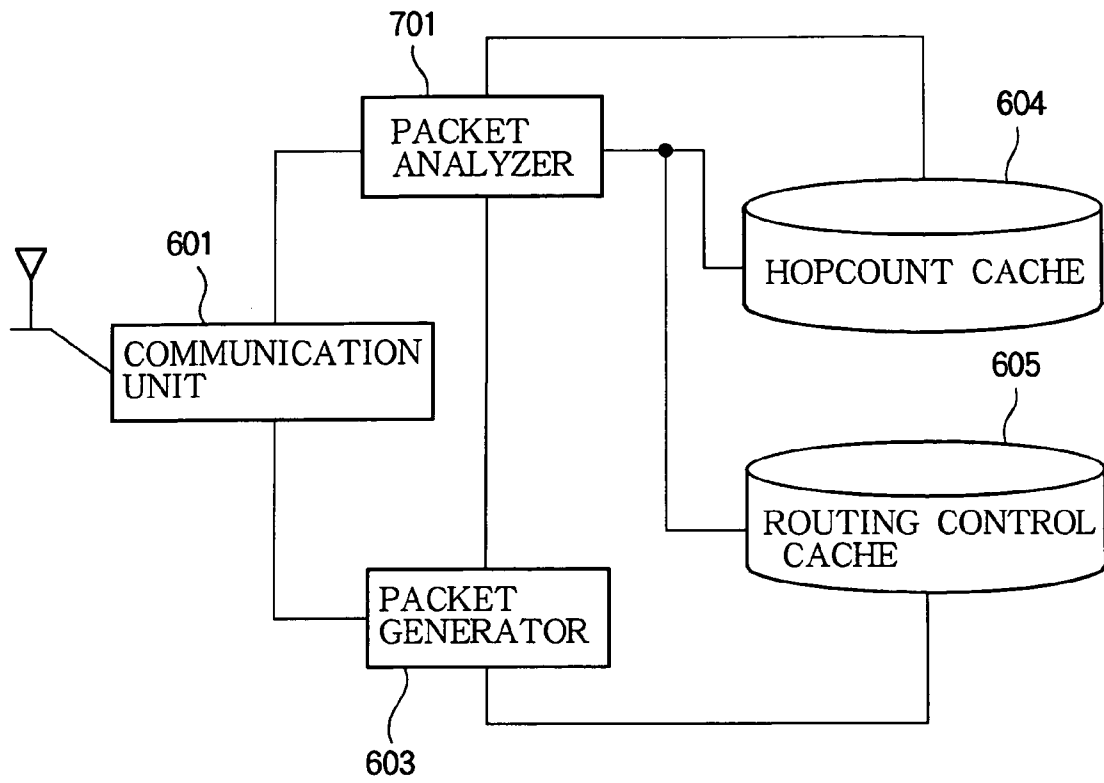 701
PACKET
ANALYZER
604
HOPCOUNT CACHE
601
COMMUNICATION
UNIT
605
ROUTING CONTROL
CACHE
PACKET
GENERATOR
603